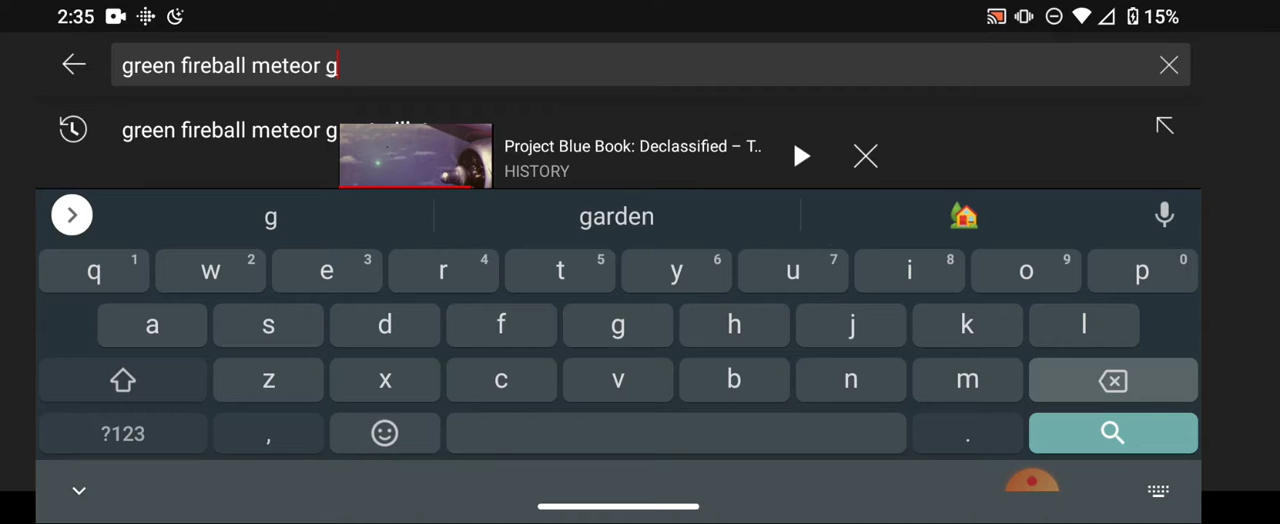 2:35 15%
green fireball meteor g
green fireball meteor g
Project Blue Book: Declassified – T..
HISTORY
g garden
q 1 w 2 e 3 r 4 t 5 y 6 u 7 i 8 o 9 p 0
a s d f g h j k l
z x c v b n m
?123 , .